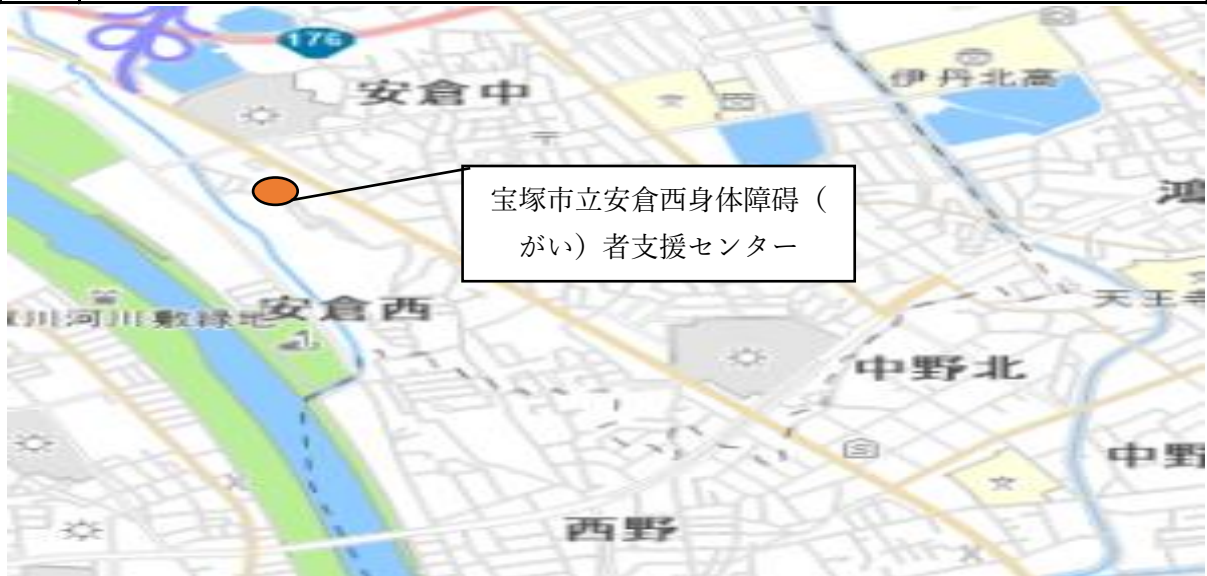 176
安倉中
伊丹北高
宝塚市立安倉西身体障碍（
がい）者支援センター
鴻
安倉西
川河川敷緑地
天王寺
中野北
中野
西野